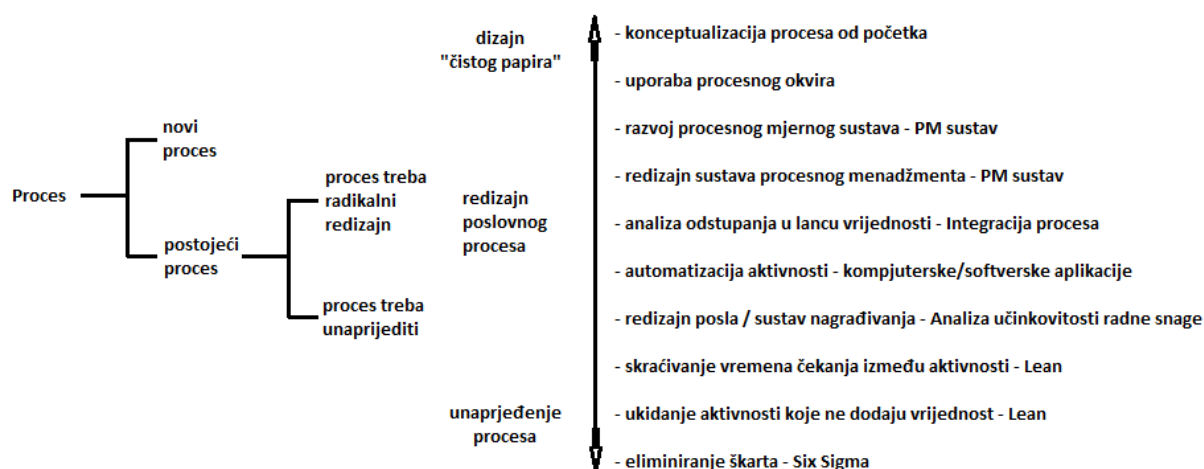 Proces
novi
proces
postojeći
proces
proces treba
radikalni
redizajn
proces treba
unaprijediti
dizajn
"čistog papira"
redizajn
poslovnog
procesa
unaprjeđenje
procesa
- konceptualizacija procesa od početka
- uporaba procesnog okvira
- razvoj procesnog mjernog sustava - PM sustav
- redizajn sustava procesnog menadžmenta - PM sustav
- analiza odstupanja u lancu vrijednosti - Integracija procesa
- automatizacija aktivnosti - kompjuterske/softverske aplikacije
- redizajn posla / sustav nagrađivanja - Analiza učinkovitosti radne snage
- skraćivanje vremena čekanja između aktivnosti - Lean
- ukidanje aktivnosti koje ne dodaju vrijednost - Lean
- eliminiranje škarta - Six Sigma